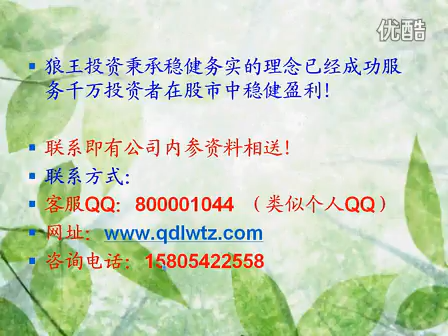 优酷
狼王投资秉承稳健务实的理念已经成功服
务千万投资者在股市中稳健盈利!
联系即有公司内参资料相送!
联系方式:
客服QQ: 800001044 (类似个人QQ)
网址: www.qdlwtz.com
咨询电话: 15805422558